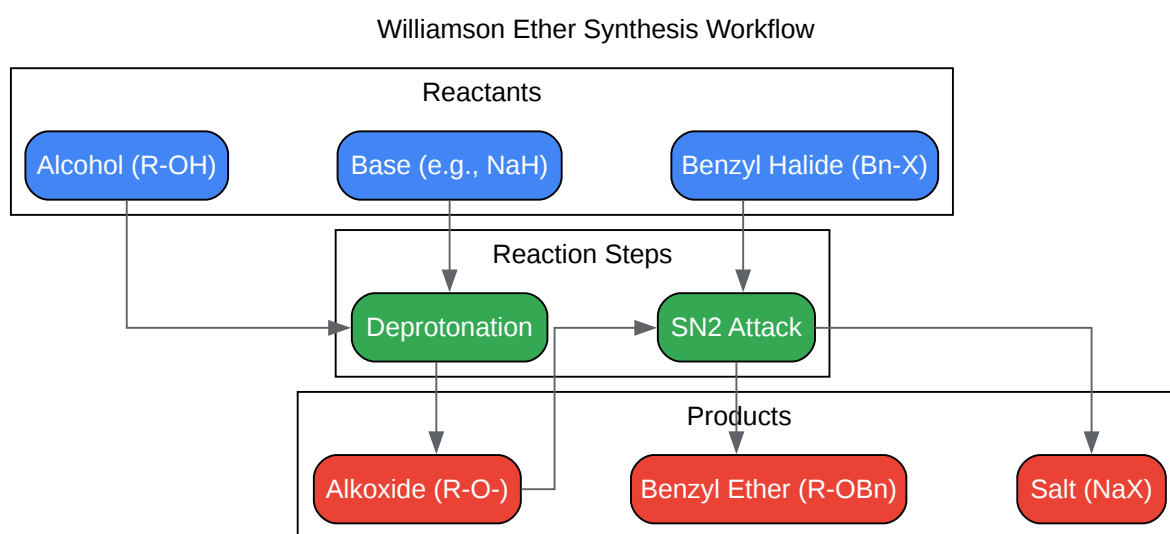 Williamson Ether Synthesis Workflow
Reactants
Alcohol (R-OH)
Base (e.g., NaH)
Benzyl Halide (Bn-X)
Reaction Steps
Deprotonation
SN2 Attack
Products
Alkoxide (R-O-)
Benzyl Ether (R-OBn)
Salt (NaX)